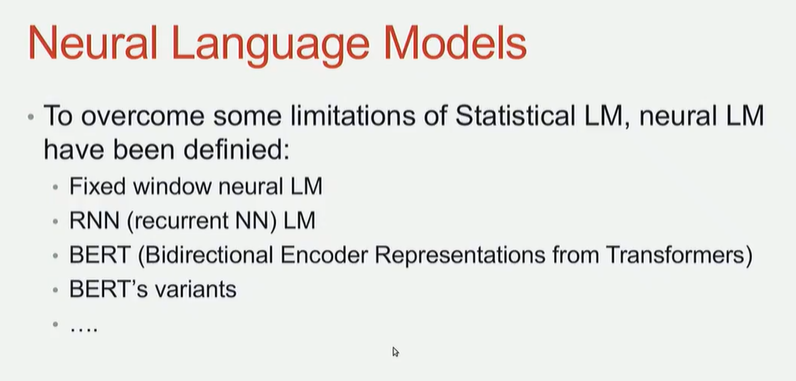 Neural Language Models
• To overcome some limitations of Statistical LM, neural LM
have been definied:
• Fixed window neural LM
• RNN (recurrent NN) LM
• BERT (Bidirectional Encoder Representations from Transformers)
• BERT's variants
• ....